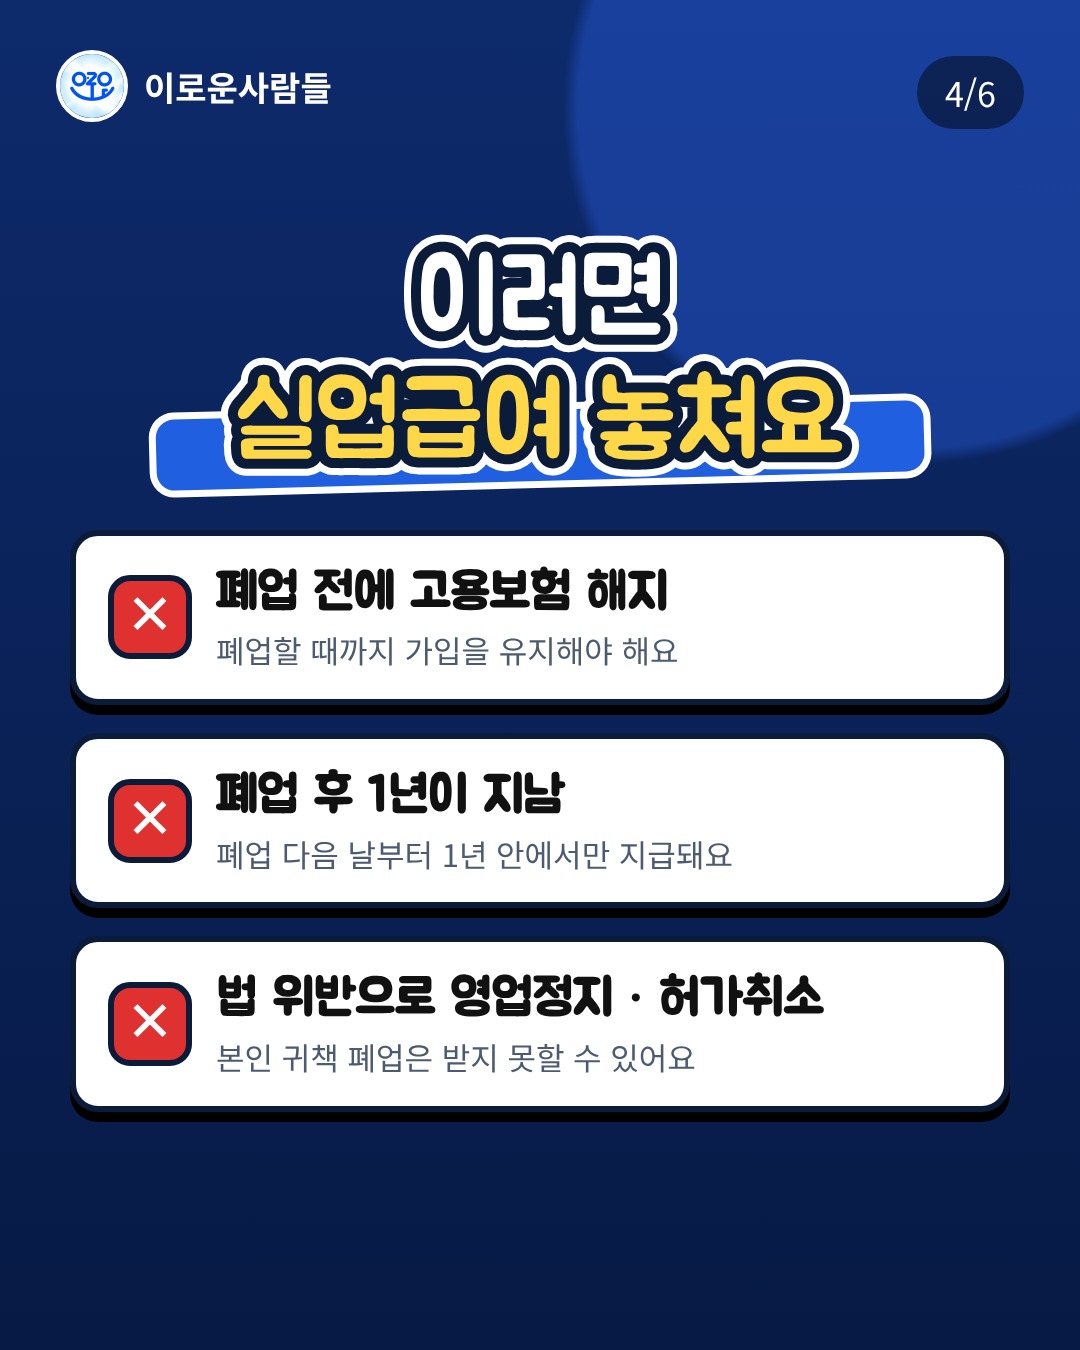 이로운사람들
4/6
이러면
실업급여 놓쳐요
폐업 전에 고용보험 해지
폐업할 때까지 가입을 유지해야 해요
폐업 후 1년이 지남
폐업 다음 날부터 1년 안에서만 지급돼요
법 위반으로 영업정지 · 허가취소
본인 귀책 폐업은 받지 못할 수 있어요